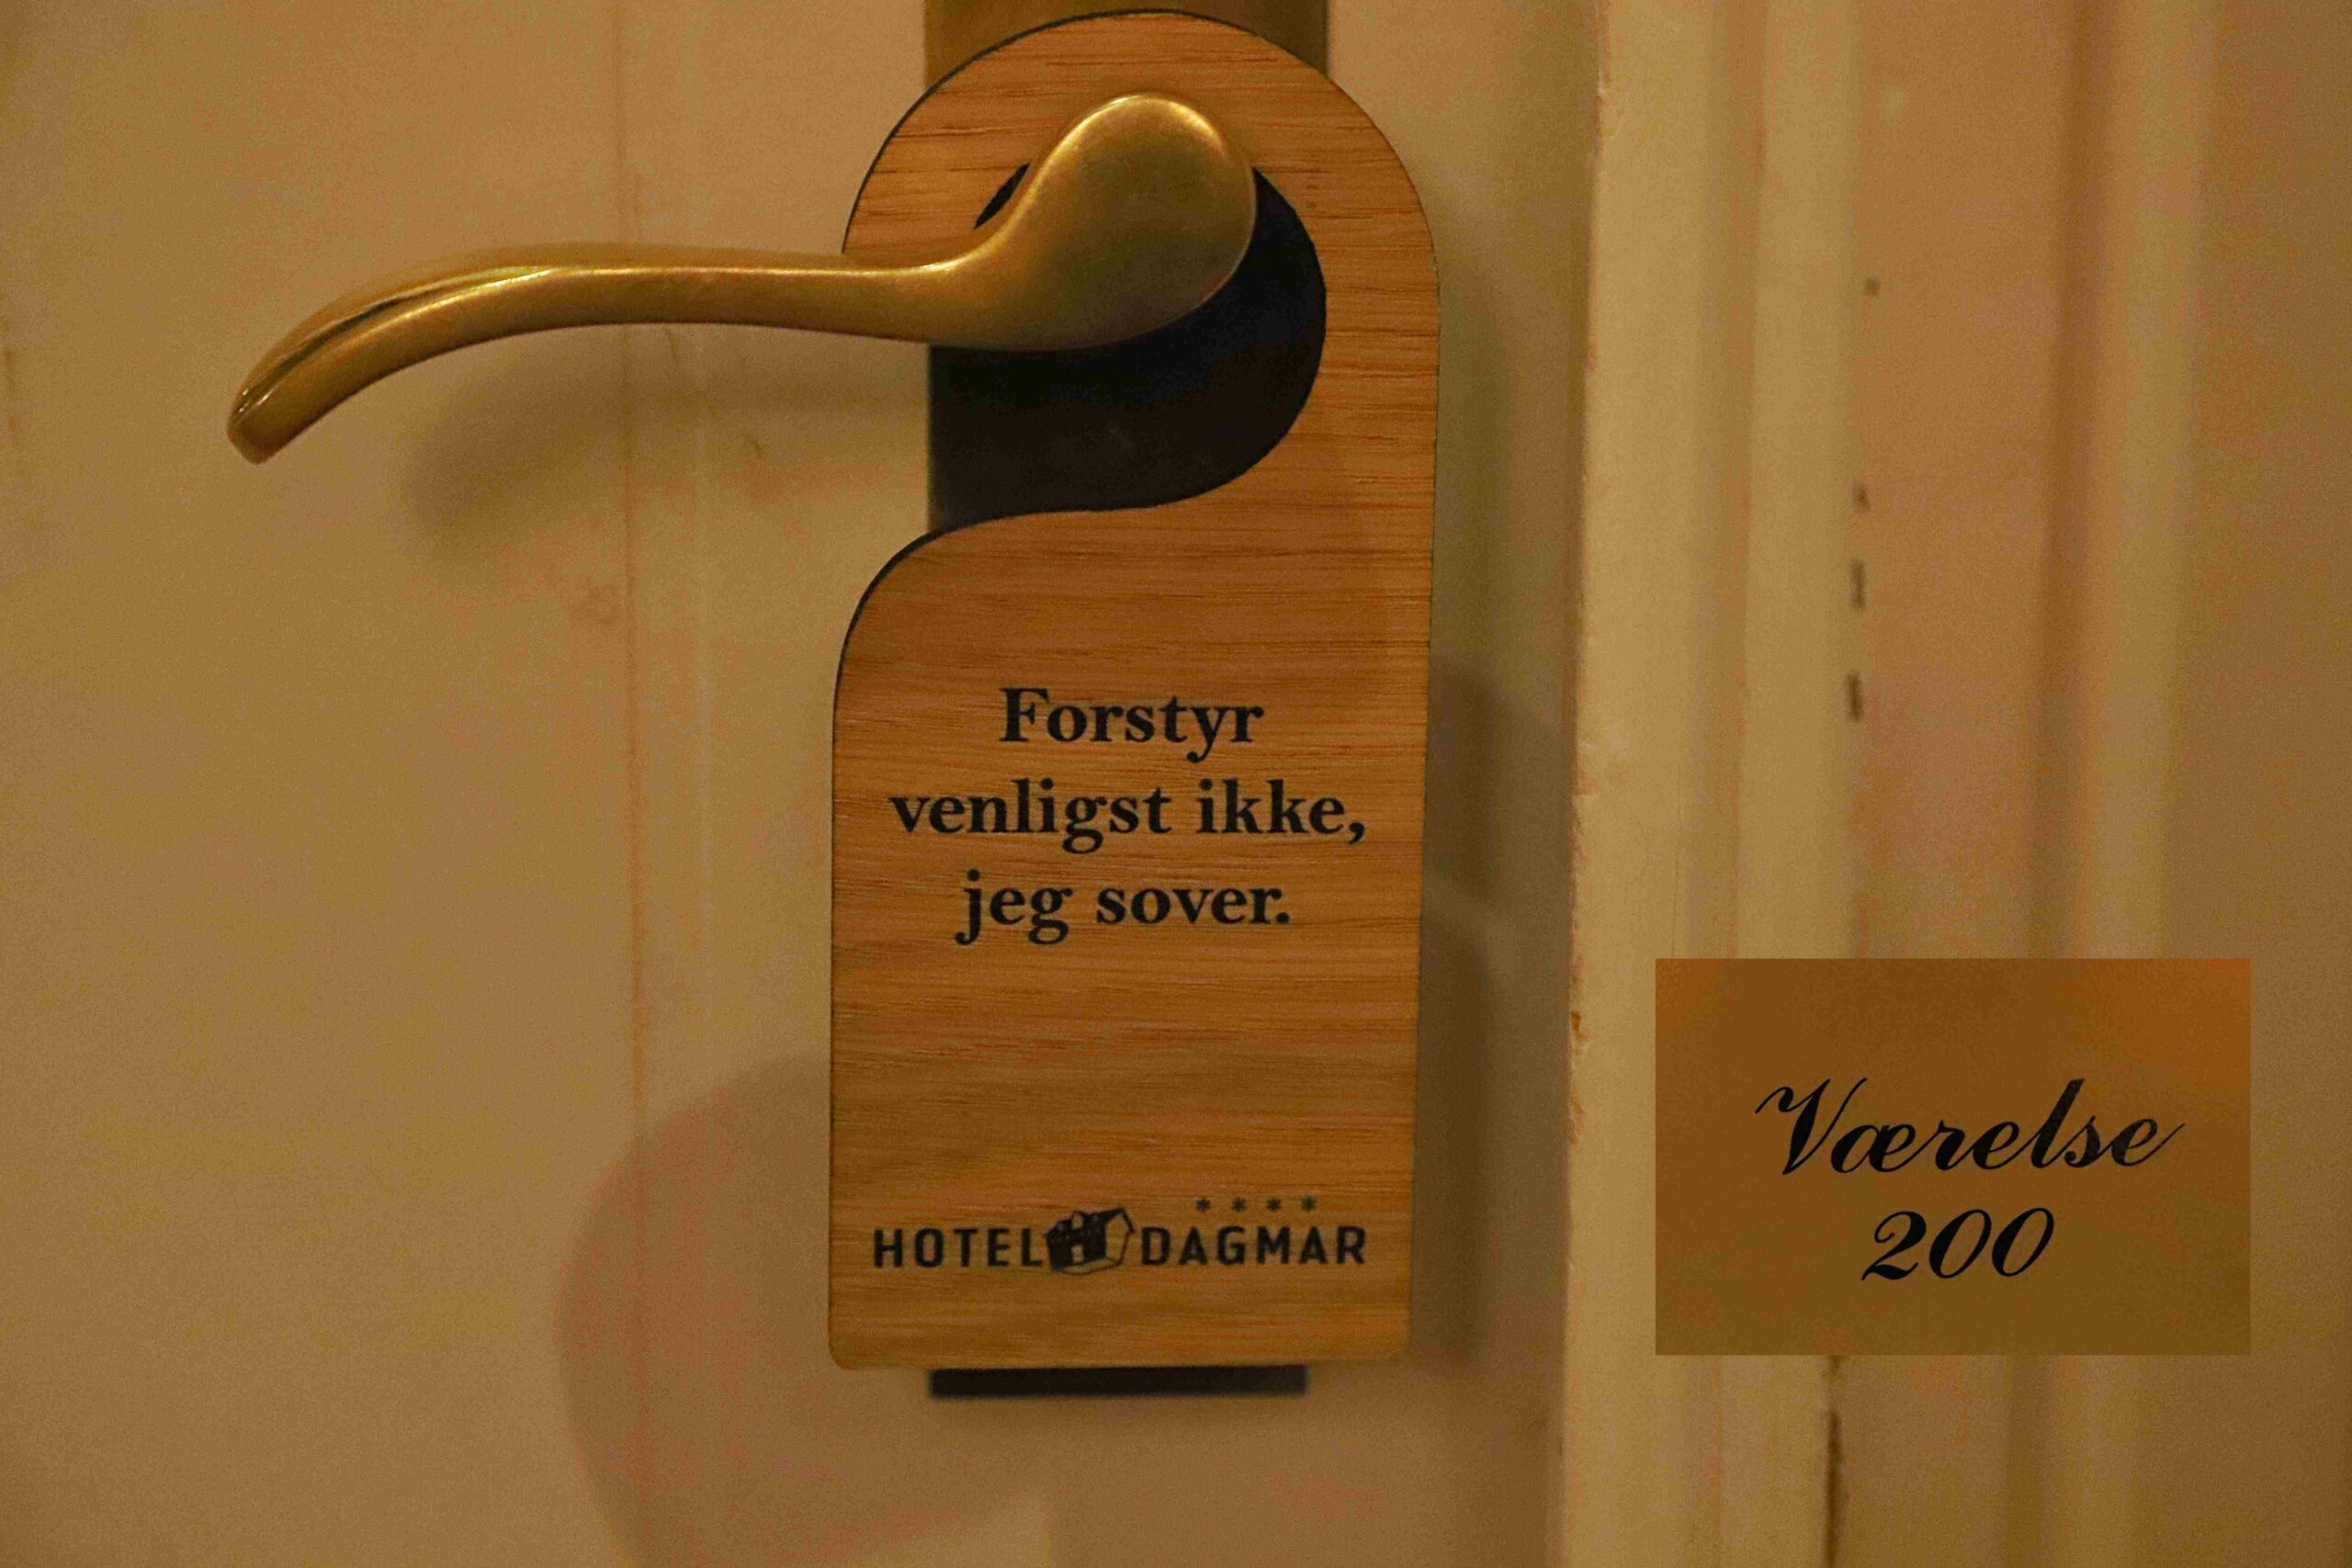 Forstyr
venligst ikke,
jeg sover.
* * * *
HOTEL DAGMAR
Værelse
200